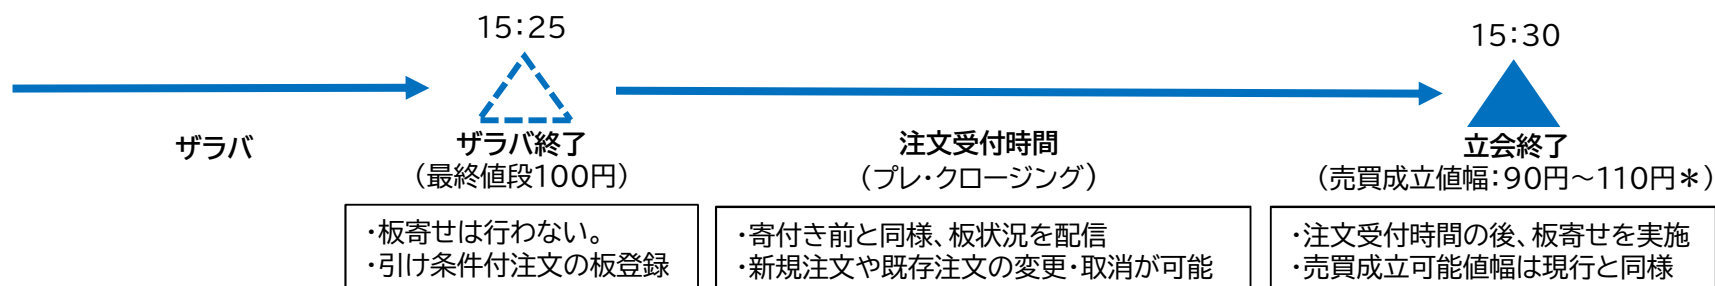 15:25
15:30
ザラバ
ザラバ終了
(最終値段100円)
注文受付時間
(プレ・クロージング)
立会終了
(売買成立値幅:90円～110円＊)
・板寄せは行わない。
・引け条件付注文の板登録
・寄付き前と同様、板状況を配信
・新規注文や既存注文の変更・取消が可能
・注文受付時間の後、板寄せを実施
・売買成立可能値幅は現行と同様